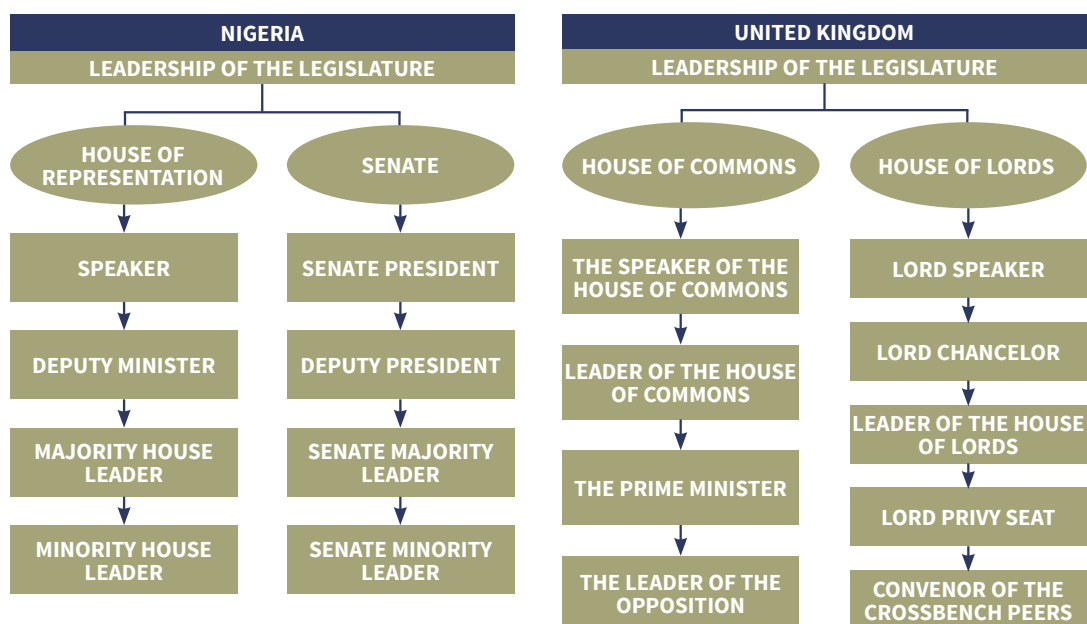 NIGERIA
LEADERSHIP OF THE LEGISLATURE
HOUSE OF
REPRESENTATION
SPEAKER
DEPUTY MINISTER
MAJORITY HOUSE
LEADER
MINORITY HOUSE
LEADER
SENATE
SENATE PRESIDENT
DEPUTY PRESIDENT
SENATE MAJORITY
LEADER
SENATE MINORITY
LEADER
UNITED KINGDOM
LEADERSHIP OF THE LEGISLATURE
HOUSE OF COMMONS
THE SPEAKER OF THE
HOUSE OF COMMONS
LEADER OF THE HOUSE
OF COMMONS
THE PRIME MINISTER
THE LEADER OF THE
OPPOSITION
HOUSE OF LORDS
LORD SPEAKER
LORD CHANCELOR
LEADER OF THE HOUSE
OF LORDS
LORD PRIVY SEAT
CONVENOR OF THE
CROSSBENCH PEERS